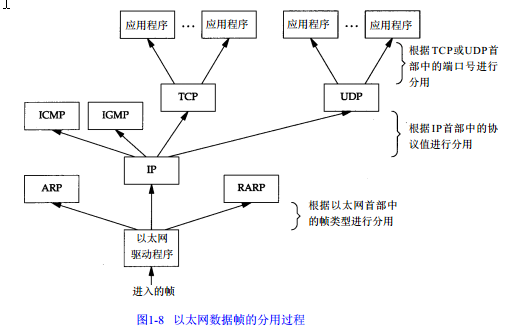 应用程序 … 应用程序 应用程序 … 应用程序
根据TCP或UDP首
部中的端口号进行
分用
TCP UDP
ICMP IGMP
根据IP首部中的协
议值进行分用
IP
ARP RARP
根据以太网首部中
的帧类型进行分用
以太网
驱动程序
进入的帧
图1-8 以太网数据帧的分用过程